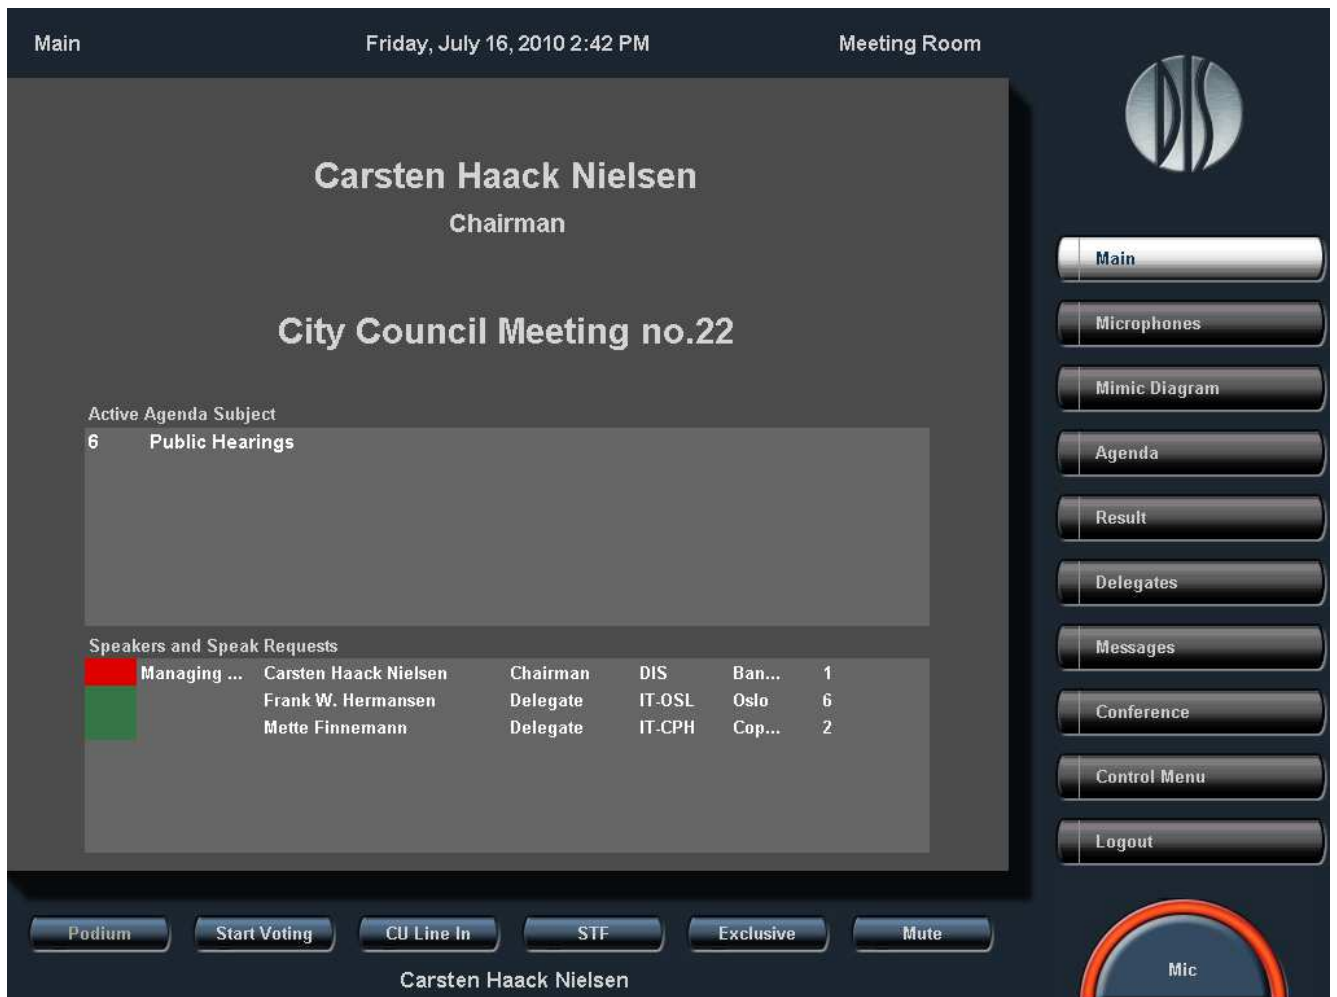 Main Friday, July 16, 2010 2:42 PM Meeting Room
DIS
Carsten Haack Nielsen
Chairman
City Council Meeting no.22
Active Agenda Subject
6 Public Hearings
Speakers and Speak Requests
Managing ... Carsten Haack Nielsen Chairman DIS Ban... 1
Frank W. Hermansen Delegate IT-OSL Oslo 6
Mette Finnemann Delegate IT-CPH Cop... 2
Main
Microphones
Mimic Diagram
Agenda
Result
Delegates
Messages
Conference
Control Menu
Logout
Podium Start Voting CU Line In STF Exclusive Mute
Carsten Haack Nielsen
Mic